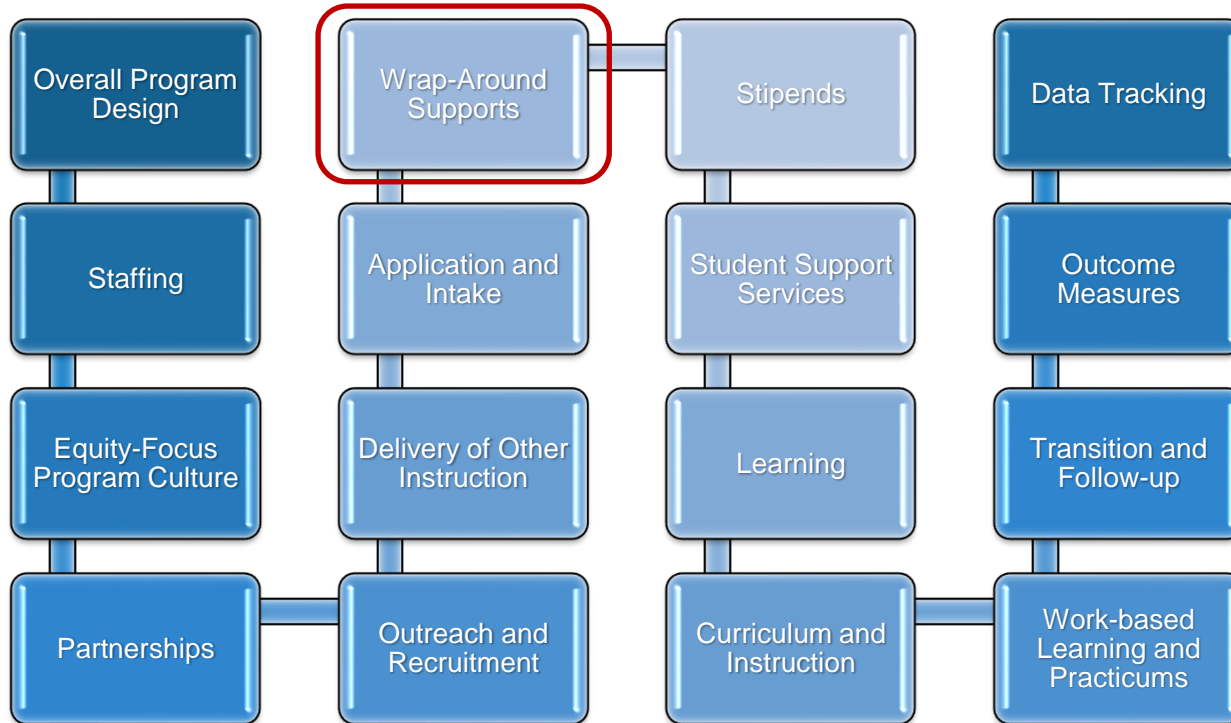 Overall Program
Design
Staffing
Equity-Focus
Program Culture
Partnerships
Outreach and
Recruitment
Delivery of Other
Instruction
Application and
Intake
Wrap-Around
Supports
Stipends
Student Support
Services
Learning
Curriculum and
Instruction
Work-based
Learning and
Practicums
Transition and
Follow-up
Outcome
Measures
Data Tracking